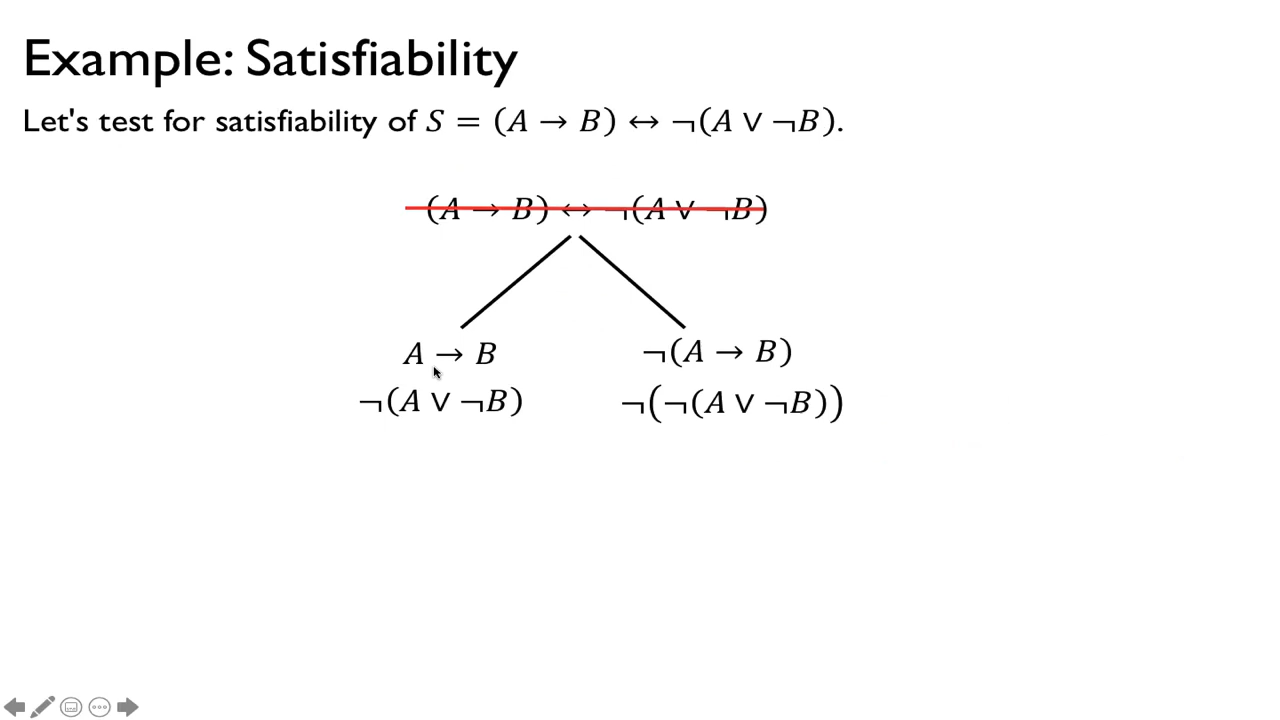 Example: Satisfiability
Let's test for satisfiability of S = (A → B) ↔ ¬(A ∨ ¬B).
(A → B) ↔ ¬(A ∨ ¬B)
A → B
¬(A → B)
¬(A ∨ ¬B)
¬(¬(A ∨ ¬B))